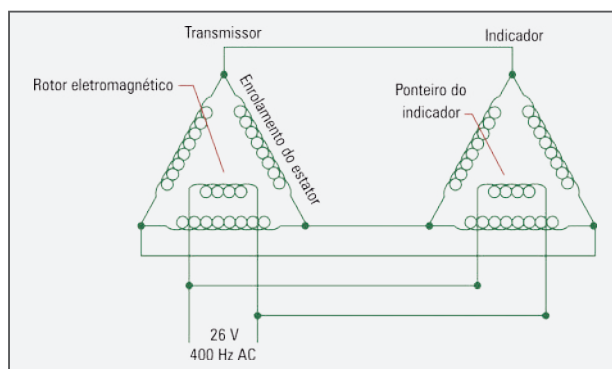 Transmissor
Indicador
Rotor eletromagnético
Enrolamento do estator
Ponteiro do
indicador
26 V
400 Hz AC